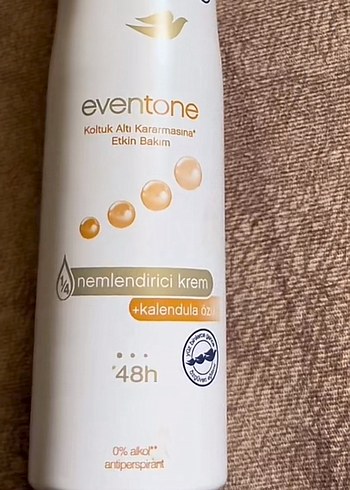 eventone
Koltuk Altı Kararmasına*
Etkin Bakım
1/4
nemlendirici krem
+kalendula özü
*48h
0% alkol**
antiperspirant